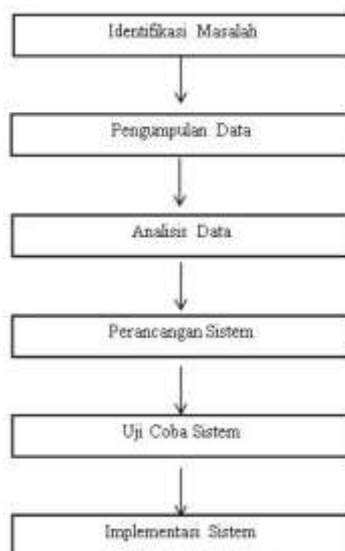 Identifikasi Masalah
Pengumpulan Data
Analisis Data
Perancangan Sistem
Uji Coba Sistem
Implementasi Sistem